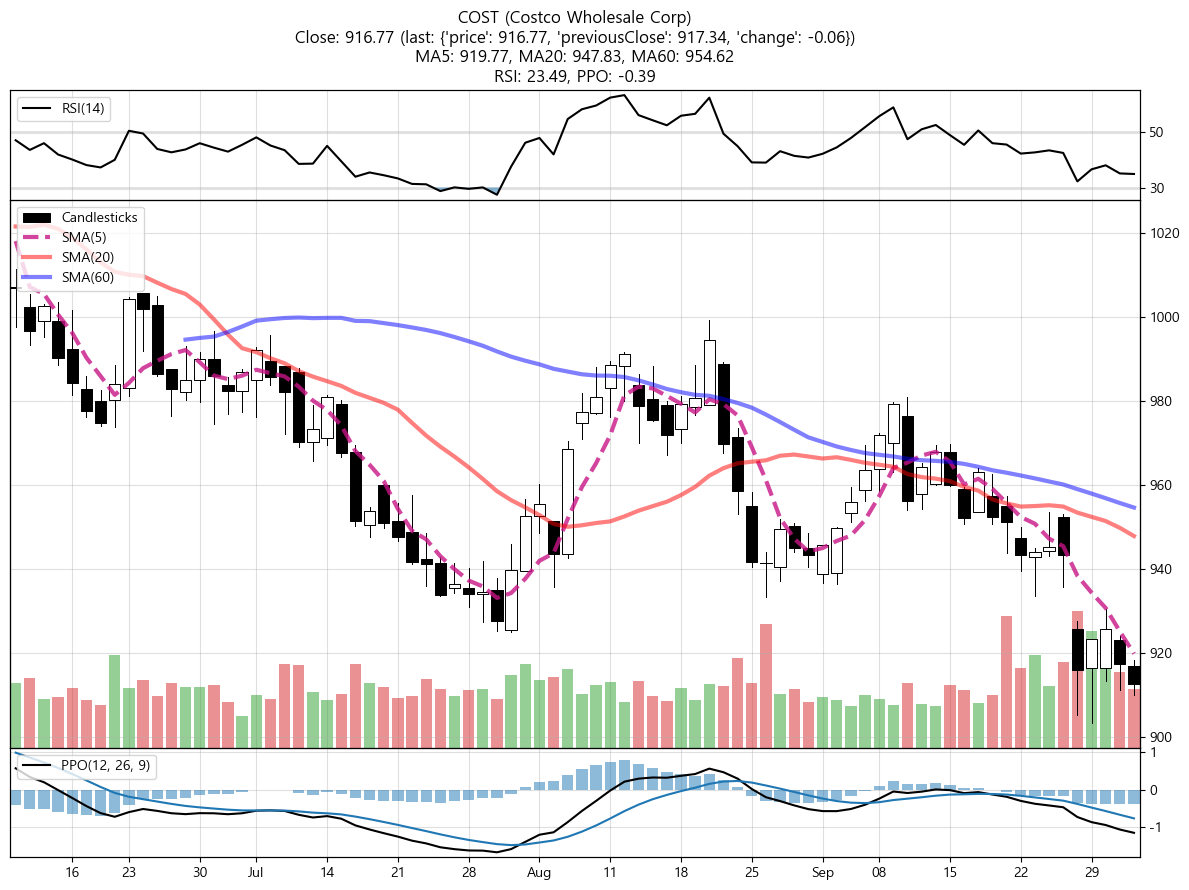 COST (Costco Wholesale Corp)
Close: 916.77 (last: {'price': 916.77, 'previousClose': 917.34, 'change': -0.06})
MA5: 919.77, MA20: 947.83, MA60: 954.62
RSI: 23.49, PPO: -0.39
RSI(14)
50
30
Candlesticks
SMA(5)
SMA(20)
SMA(60)
1020
1000
980
960
940
920
900
PPO(12, 26, 9)
1
0
-1
16 23 30 Jul 14 21 28 Aug 11 18 25 Sep 08 15 22 29